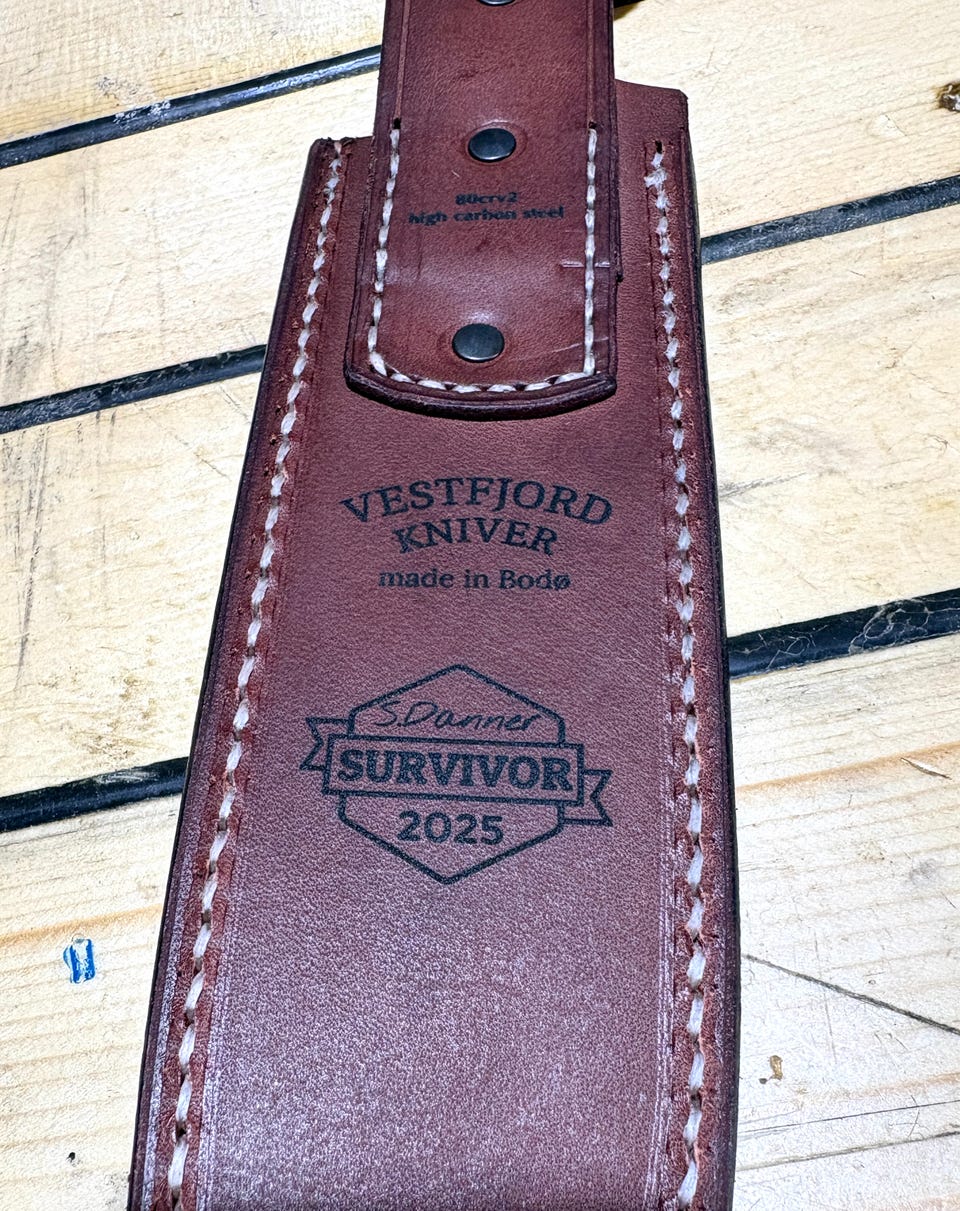 80crv2
high carbon steel
VESTFJORD
KNIVER
made in Bodø
S.Danner
SURVIVOR
2025